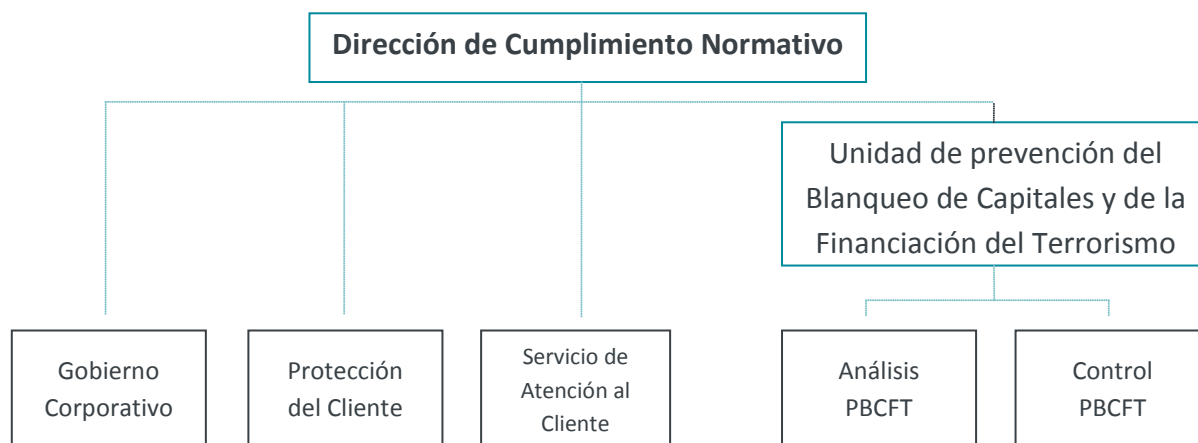 Dirección de Cumplimiento Normativo
Unidad de prevención del
Blanqueo de Capitales y de la
Financiación del Terrorismo
Gobierno
Corporativo
Protección
del Cliente
Servicio de
Atención al
Cliente
Análisis
PBCFT
Control
PBCFT